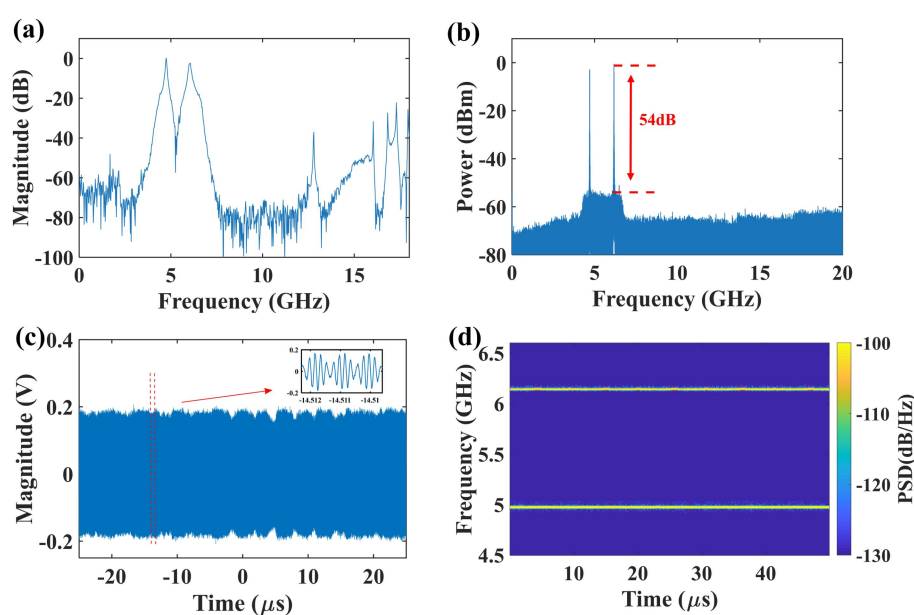 (a)
0
-20
-40
-60
-80
-100
Magnitude (dB)
0 5 10 15
Frequency (GHz)
(b)
0
-20
-40
-60
-80
Power (dBm)
54dB
0 5 10 15 20
Frequency (GHz)
(c)
0.4
0.2
0
-0.2
Magnitude (V)
0.2
0
-0.2
-14.512 -14.511 -14.51
-20 -10 0 10 20
Time (μs)
(d)
6.5
6
5.5
5
4.5
Frequency (GHz)
10 20 30 40
Time (μs)
-100
-110
-120
-130
PSD(dB/Hz)